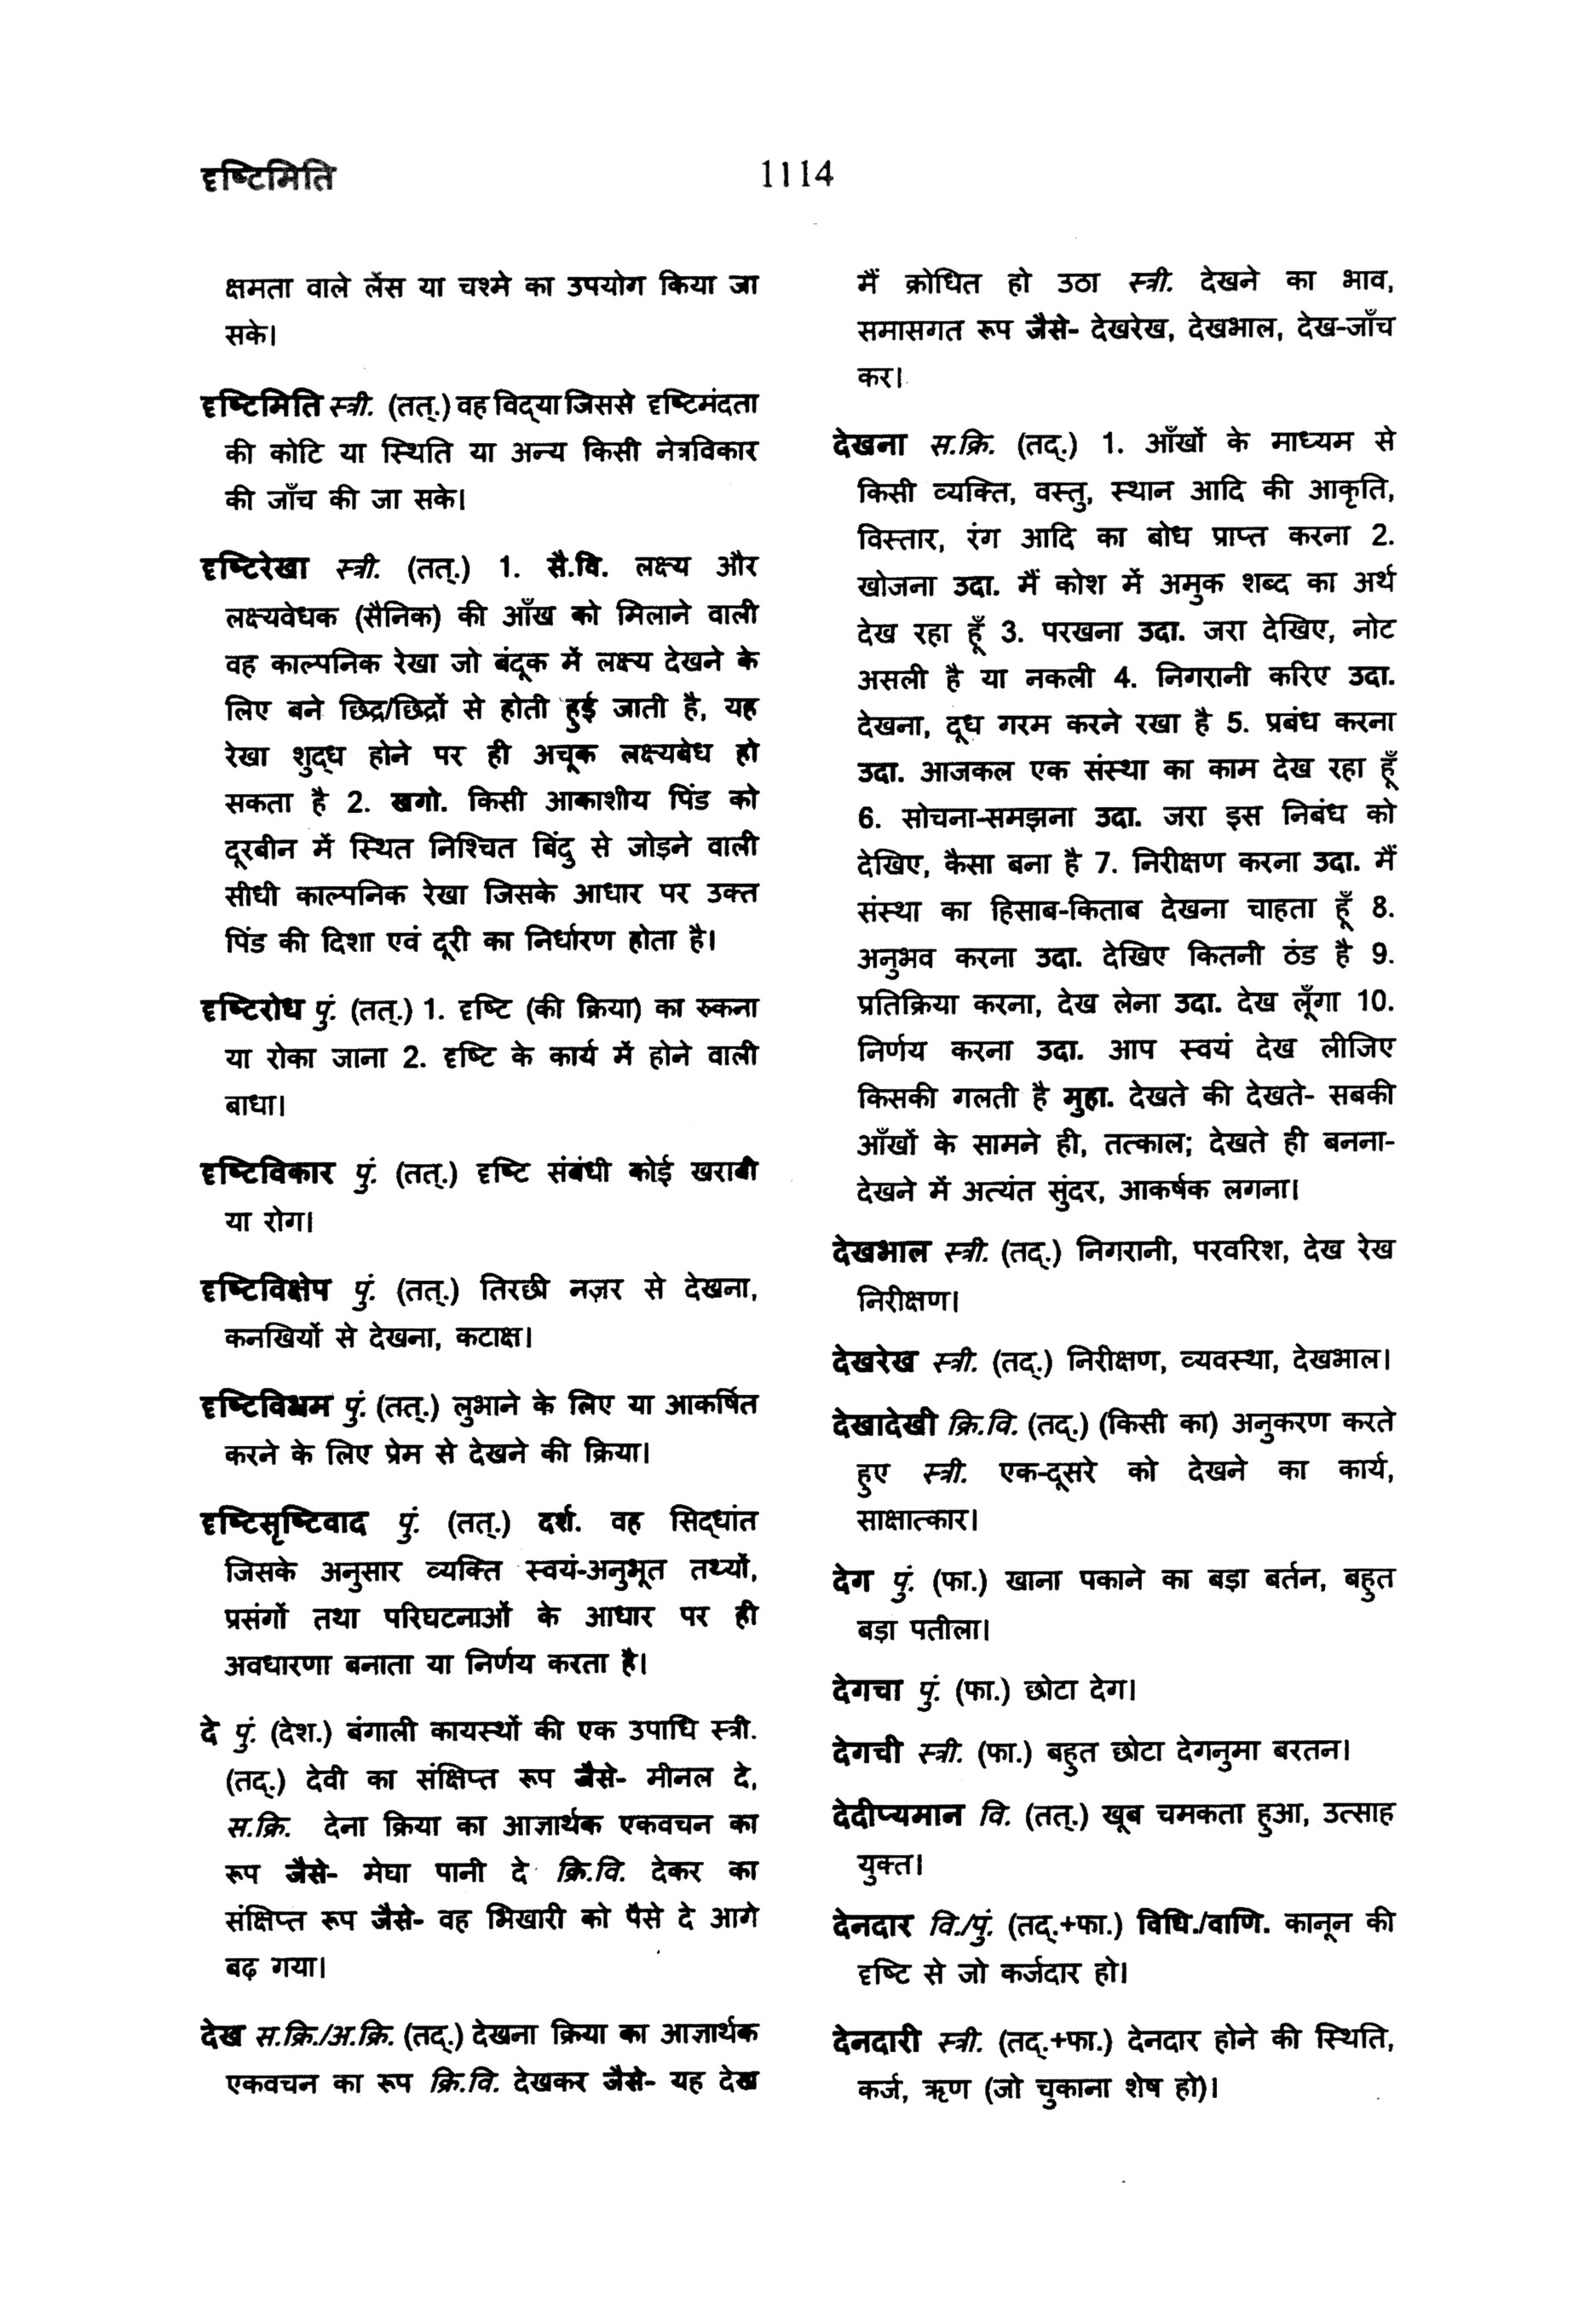 दृष्टिमिति
1114
क्षमता वाले लेंस या चश्मे का उपयोग किया जा
सके।
दृष्टिमिति स्त्री. (तत्.) वह विद्‌या जिससे दृष्टिमंदता
की कोटि या स्थिति या अन्य किसी नेत्रविकार
की जाँच की जा सके।
दृष्टिरेखा स्त्री. (तत्.) 1. सै.वि. लक्ष्य और
लक्ष्यवेधक (सैनिक) की आँख को मिलाने वाली
वह काल्पनिक रेखा जो बंदूक में लक्ष्य देखने के
लिए बने छिद्र/छिद्रों से होती हुई जाती है, यह
रेखा शुद्‌ध होने पर ही अचूक लक्ष्यबेध हो
सकता है 2. खगो. किसी आकाशीय पिंड को
दूरबीन में स्थित निश्चित बिंदु से जोड़ने वाली
सीधी काल्पनिक रेखा जिसके आधार पर उक्त
पिंड की दिशा एवं दूरी का निर्धारण होता है।
दृष्टिरोध पुं. (तत्.) 1. दृष्टि (की क्रिया) का रुकना
या रोका जाना 2. दृष्टि के कार्य में होने वाली
बाधा।
दृष्टिविकार पुं. (तत्.) दृष्टि संबंधी कोई खराबी
या रोग।
दृष्टिविक्षेप पुं. (तत्.) तिरछी नज़र से देखना,
कनखियों से देखना, कटाक्ष।
दृष्टिविभ्रम पुं. (तत्.) लुभाने के लिए या आकर्षित
करने के लिए प्रेम से देखने की क्रिया।
दृष्टिसृष्टिवाद पुं. (तत्.) दर्श. वह सिद्‌धांत
जिसके अनुसार व्यक्ति स्वयं-अनुभूत तथ्यों,
प्रसंगों तथा परिघटनाओं के आधार पर ही
अवधारणा बनाता या निर्णय करता है।
दे पुं. (देश.) बंगाली कायस्थों की एक उपाधि स्त्री.
(तद्.) देवी का संक्षिप्त रूप जैसे- मीनल दे,
स.क्रि. देना क्रिया का आज्ञार्थक एकवचन का
रूप जैसे- मेघा पानी दे क्रि.वि. देकर का
संक्षिप्त रूप जैसे- वह भिखारी को पैसे दे आगे
बढ़ गया।
देख स.क्रि./अ.क्रि. (तद्.) देखना क्रिया का आज्ञार्थक
एकवचन का रूप क्रि.वि. देखकर जैसे- यह देख
मैं क्रोधित हो उठा स्त्री. देखने का भाव,
समासगत रूप जैसे- देखरेख, देखभाल, देख-जाँच
कर।
देखना स.क्रि. (तद्.) 1. आँखों के माध्यम से
किसी व्यक्ति, वस्तु, स्थान आदि की आकृति,
विस्तार, रंग आदि का बोध प्राप्त करना 2.
खोजना उदा. मैं कोश में अमुक शब्द का अर्थ
देख रहा हूँ 3. परखना उदा. जरा देखिए, नोट
असली है या नकली 4. निगरानी करिए उदा.
देखना, दूध गरम करने रखा है 5. प्रबंध करना
उदा. आजकल एक संस्था का काम देख रहा हूँ
6. सोचना-समझना उदा. जरा इस निबंध को
देखिए, कैसा बना है 7. निरीक्षण करना उदा. मैं
संस्था का हिसाब-किताब देखना चाहता हूँ 8.
अनुभव करना उदा. देखिए कितनी ठंड है 9.
प्रतिक्रिया करना, देख लेना उदा. देख लूँगा 10.
निर्णय करना उदा. आप स्वयं देख लीजिए
किसकी गलती है मुहा. देखते की देखते- सबकी
आँखों के सामने ही, तत्काल; देखते ही बनना-
देखने में अत्यंत सुंदर, आकर्षक लगना।
देखभाल स्त्री. (तद्.) निगरानी, परवरिश, देख रेख
निरीक्षण।
देखरेख स्त्री. (तद्.) निरीक्षण, व्यवस्था, देखभाल।
देखादेखी क्रि.वि. (तद्.) (किसी का) अनुकरण करते
हुए स्त्री. एक-दूसरे को देखने का कार्य,
साक्षात्कार।
देग पुं. (फा.) खाना पकाने का बड़ा बर्तन, बहुत
बड़ा पतीला।
देगचा पुं. (फा.) छोटा देग।
देगची स्त्री. (फा.) बहुत छोटा देगनुमा बरतन।
देदीप्यमान वि. (तत्.) खूब चमकता हुआ, उत्साह
युक्त।
देनदार वि./पुं. (तद्.+फा.) विधि./वाणि. कानून की
दृष्टि से जो कर्जदार हो।
देनदारी स्त्री. (तद्.+फा.) देनदार होने की स्थिति,
कर्ज, ऋण (जो चुकाना शेष हो)।